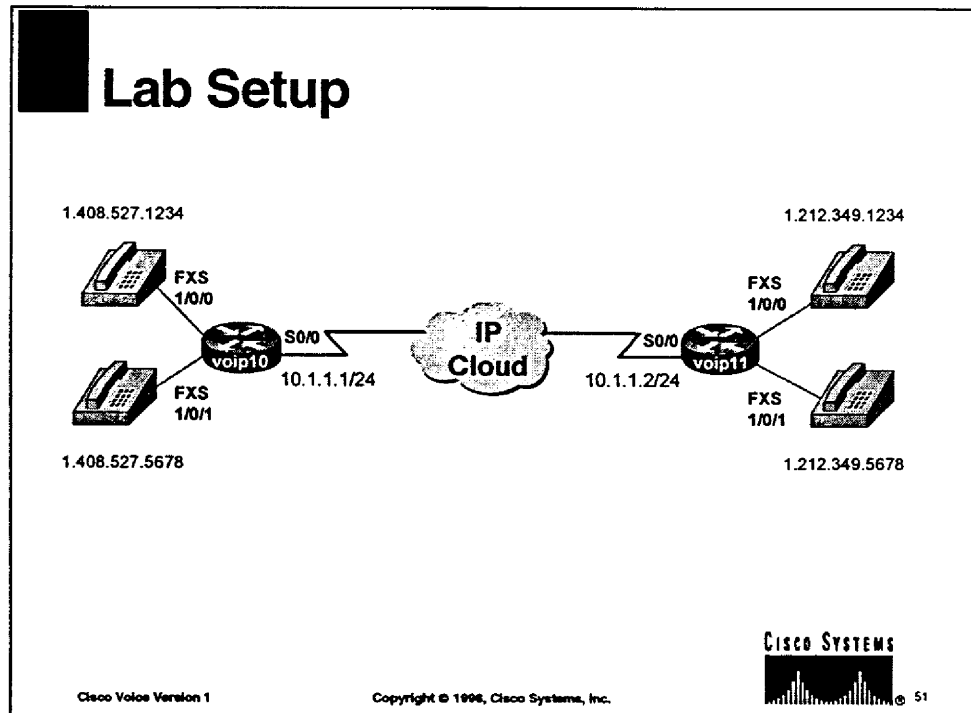 Lab Setup
1.408.527.1234
1.212.349.1234
FXS
1/0/0
FXS
1/0/0
S0/0
IP
Cloud
S0/0
voip10
voip11
10.1.1.1/24
10.1.1.2/24
FXS
1/0/1
FXS
1/0/1
1.408.527.5678
1.212.349.5678
CISCO SYSTEMS
Cisco Voice Version 1
Copyright © 1998, Cisco Systems, Inc.
® 51